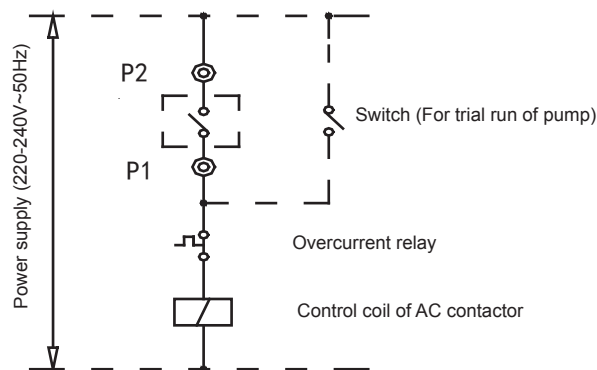 P2
Switch (For trial run of pump)
P1
Power supply (220-240V~50Hz)
Overcurrent relay
Control coil of AC contactor